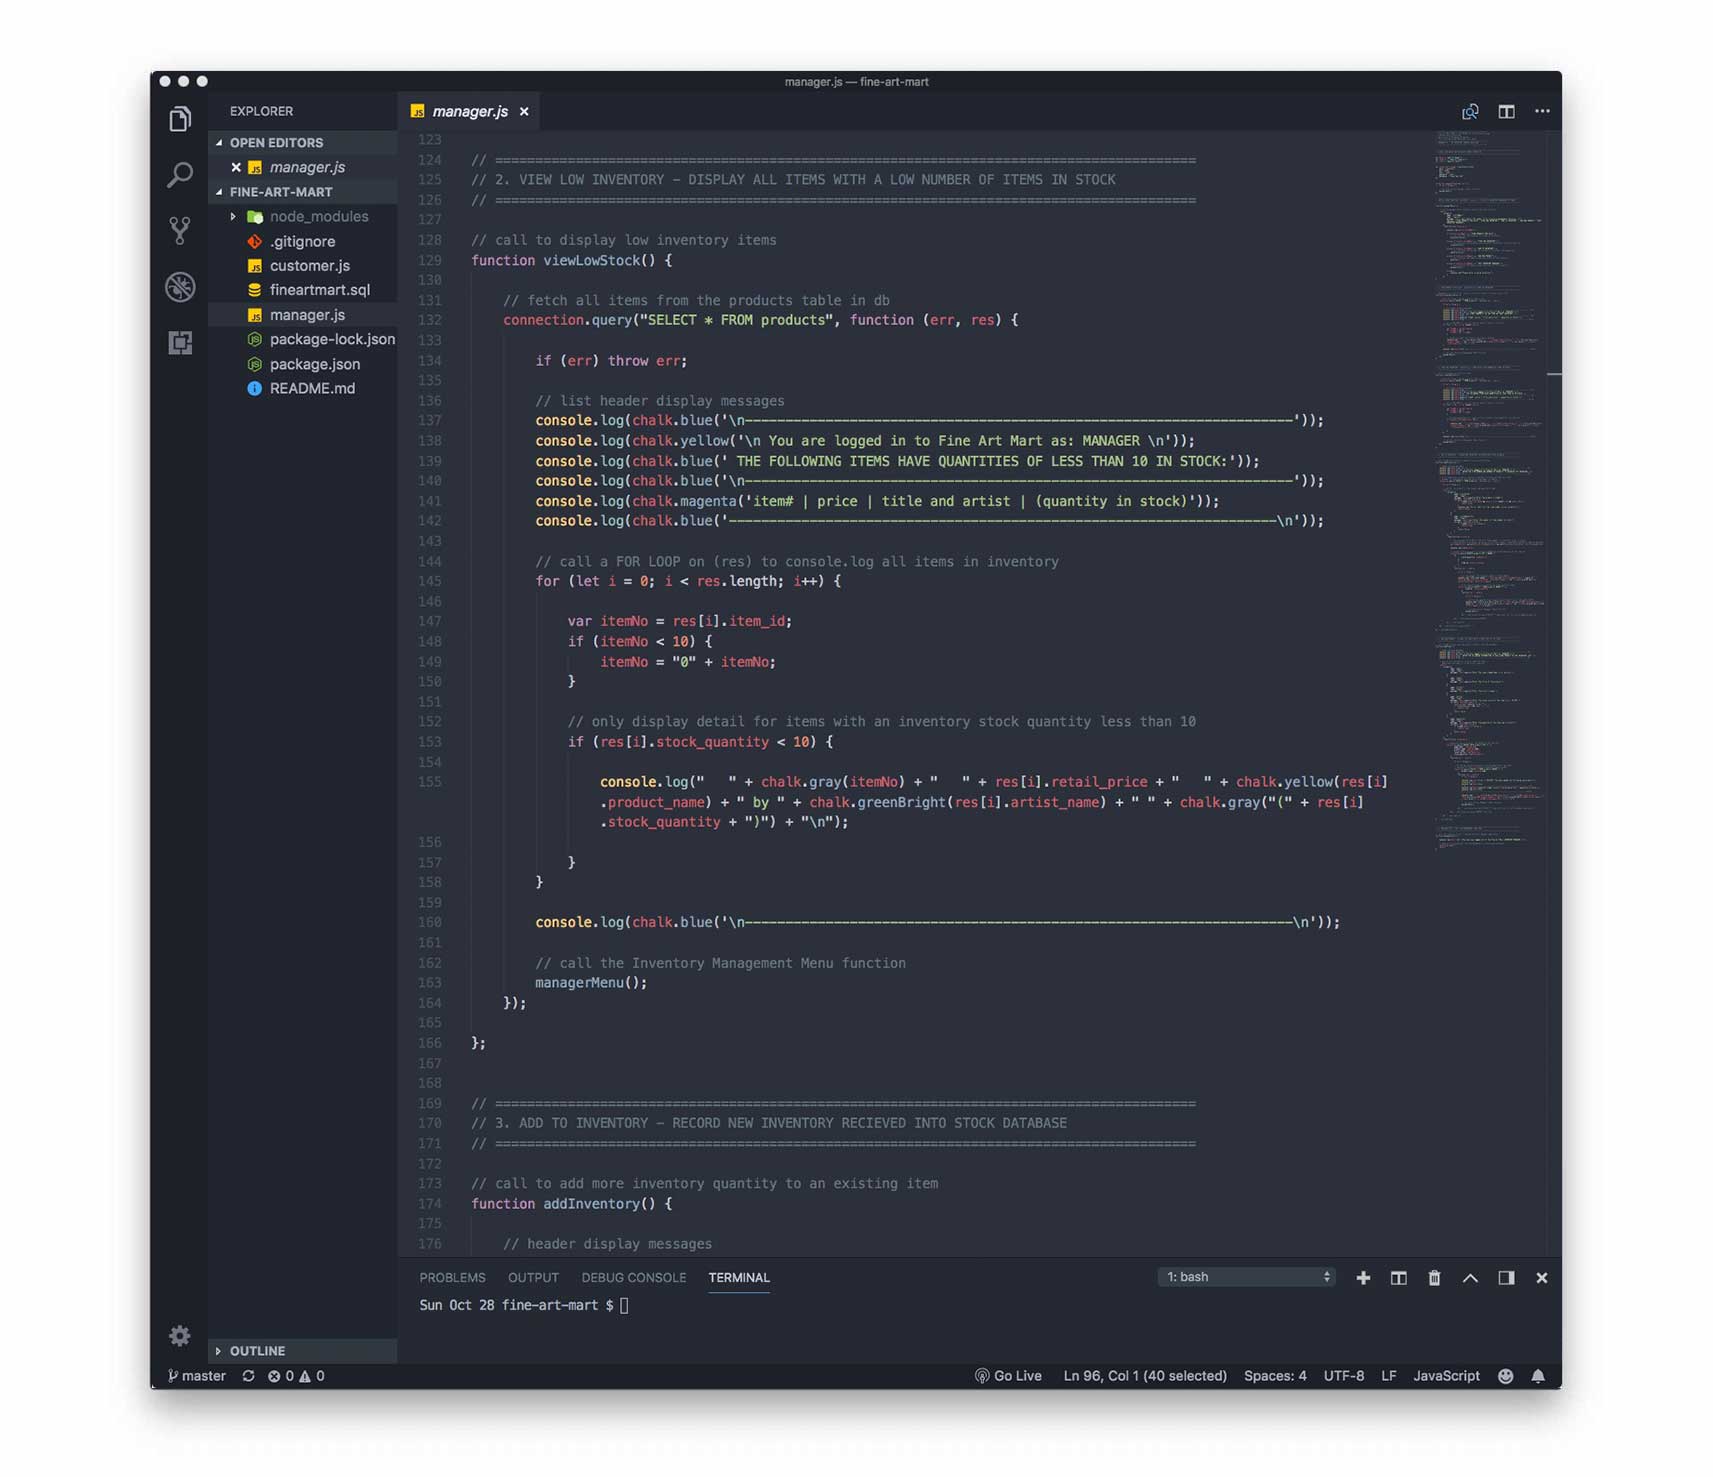 manager.js — fine-art-mart
EXPLORER
OPEN EDITORS
manager.js
FINE-ART-MART
node_modules
.gitignore
customer.js
fineartmart.sql
manager.js
package-lock.json
package.json
README.md
OUTLINE
manager.js
123
124 // =======================================================================================
125 // 2. VIEW LOW INVENTORY - DISPLAY ALL ITEMS WITH A LOW NUMBER OF ITEMS IN STOCK
126 // =======================================================================================
127
128 // call to display low inventory items
129 function viewLowStock() {
130
131     // fetch all items from the products table in db
132     connection.query("SELECT * FROM products", function (err, res) {
133
134         if (err) throw err;
135
136         // list header display messages
137         console.log(chalk.blue('\n--------------------------------------------------------------------'));
138         console.log(chalk.yellow('\n You are logged in to Fine Art Mart as: MANAGER \n'));
139         console.log(chalk.blue(' THE FOLLOWING ITEMS HAVE QUANTITIES OF LESS THAN 10 IN STOCK:'));
140         console.log(chalk.blue('\n--------------------------------------------------------------------'));
141         console.log(chalk.magenta('item# | price | title and artist | (quantity in stock)'));
142         console.log(chalk.blue('--------------------------------------------------------------------\n'));
143
144         // call a FOR LOOP on (res) to console.log all items in inventory
145         for (let i = 0; i < res.length; i++) {
146
147             var itemNo = res[i].item_id;
148             if (itemNo < 10) {
149                 itemNo = "0" + itemNo;
150             }
151
152             // only display detail for items with an inventory stock quantity less than 10
153             if (res[i].stock_quantity < 10) {
154
155                 console.log("   " + chalk.gray(itemNo) + "   " + res[i].retail_price + "   " + chalk.yellow(res[i]
                .product_name) + " by " + chalk.greenBright(res[i].artist_name) + " " + chalk.gray("(" + res[i]
                .stock_quantity + ")") + "\n");
156
157             }
158         }
159
160         console.log(chalk.blue('\n--------------------------------------------------------------------\n'));
161
162         // call the Inventory Management Menu function
163         managerMenu();
164     });
165
166 };
167
168
169 // =======================================================================================
170 // 3. ADD TO INVENTORY - RECORD NEW INVENTORY RECIEVED INTO STOCK DATABASE
171 // =======================================================================================
172
173 // call to add more inventory quantity to an existing item
174 function addInventory() {
175
176     // header display messages
PROBLEMS OUTPUT DEBUG CONSOLE TERMINAL 1: bash
Sun Oct 28 fine-art-mart $
master 0 0 Go Live Ln 96, Col 1 (40 selected) Spaces: 4 UTF-8 LF JavaScript